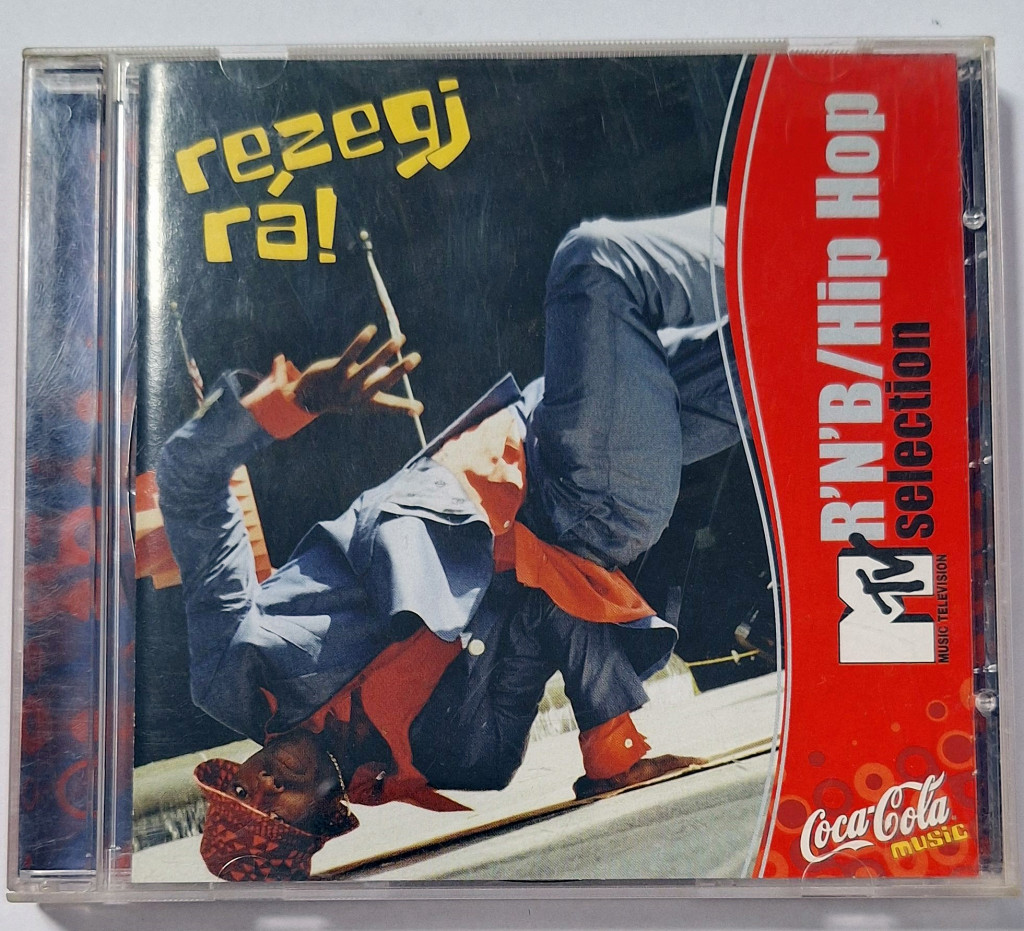 rezegj
rá!
R'N'B/Hip Hop
selection
MTV
MUSIC TELEVISION
Coca-Cola
music